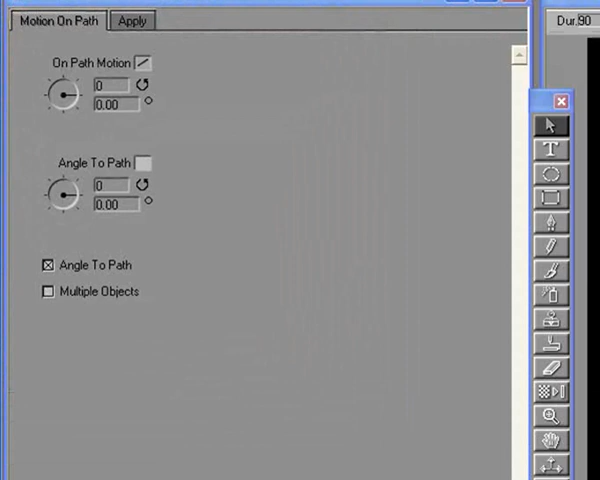 Motion On Path Apply
Dur.90
On Path Motion
0
0.00
Angle To Path
0
0.00
Angle To Path
Multiple Objects
T